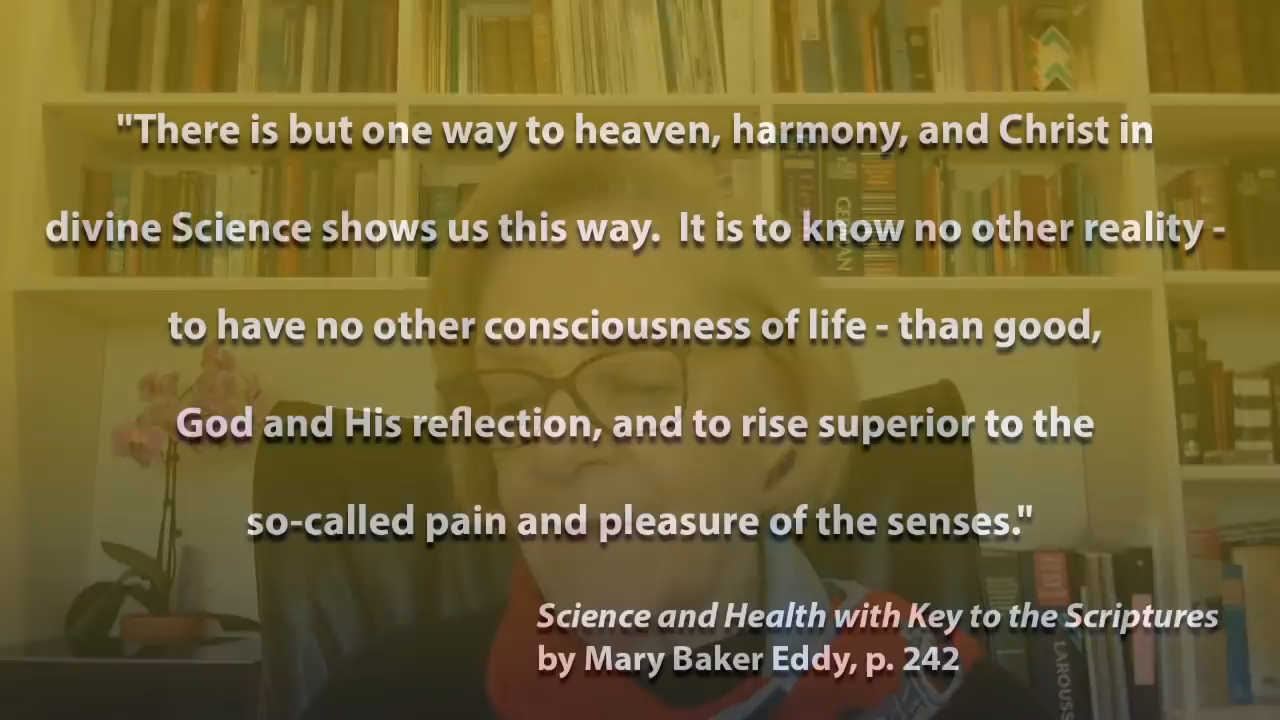 "There is but one way to heaven, harmony, and Christ in
divine Science shows us this way.  It is to know no other reality -
to have no other consciousness of life - than good,
God and His reflection, and to rise superior to the
so-called pain and pleasure of the senses."
Science and Health with Key to the Scriptures
by Mary Baker Eddy, p. 242
GERMAN
LAROUSS